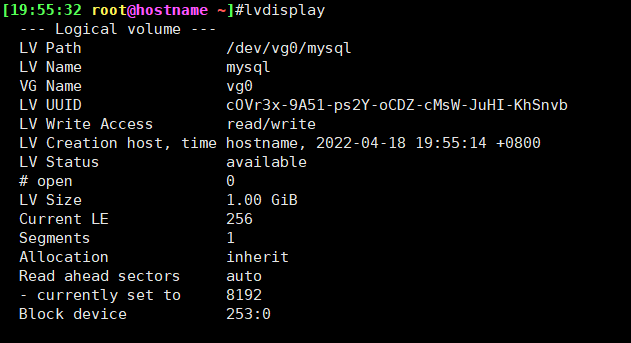 [19:55:32 root@hostname ~]#lvdisplay
--- Logical volume ---
LV Path                /dev/vg0/mysql
LV Name                mysql
VG Name                vg0
LV UUID                cOVr3x-9A51-ps2Y-oCDZ-cMsW-JuHI-KhSnvb
LV Write Access        read/write
LV Creation host, time hostname, 2022-04-18 19:55:14 +0800
LV Status              available
# open                 0
LV Size                1.00 GiB
Current LE             256
Segments               1
Allocation             inherit
Read ahead sectors     auto
- currently set to     8192
Block device           253:0